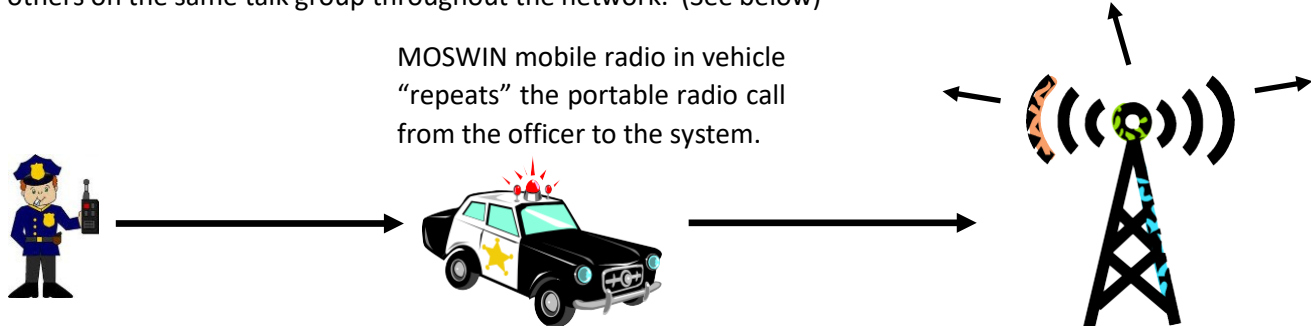 others on the same talk group throughout the network. (See below)
MOSWIN mobile radio in vehicle
“repeats” the portable radio call
from the officer to the system.